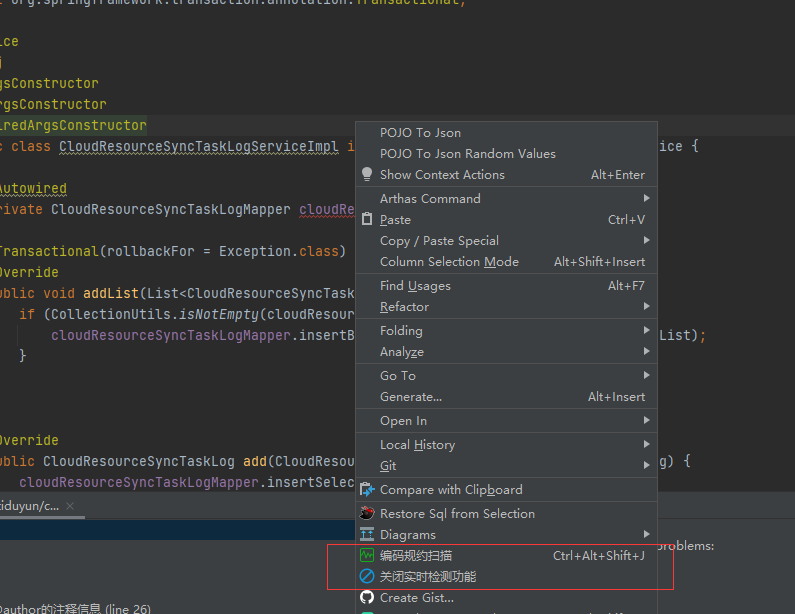 org.springframework.transaction.annotation.Transactional;
ice
gsConstructor
rgsConstructor
iredArgsConstructor
c class CloudResourceSyncTaskLogServiceImpl i
ice {
Autowired
rivate CloudResourceSyncTaskLogMapper cloudRe
Transactional(rollbackFor = Exception.class)
Override
ublic void addList(List<CloudResourceSyncTask
if (CollectionUtils.isNotEmpty(cloudResour
cloudResourceSyncTaskLogMapper.insertB
List);
}
Override
ublic CloudResourceSyncTaskLog add(CloudResou
g) {
cloudResourceSyncTaskLogMapper.insertSelec
POJO To Json
POJO To Json Random Values
Show Context Actions Alt+Enter
Arthas Command
Paste Ctrl+V
Copy / Paste Special
Column Selection Mode Alt+Shift+Insert
Find Usages Alt+F7
Refactor
Folding
Analyze
Go To
Generate... Alt+Insert
Open In
Local History
Git
Compare with Clipboard
Restore Sql from Selection
Diagrams
编码规约扫描 Ctrl+Alt+Shift+J
关闭实时检测功能
Create Gist...
iduyun/c... ×
problems:
author的注释信息 (line 26)